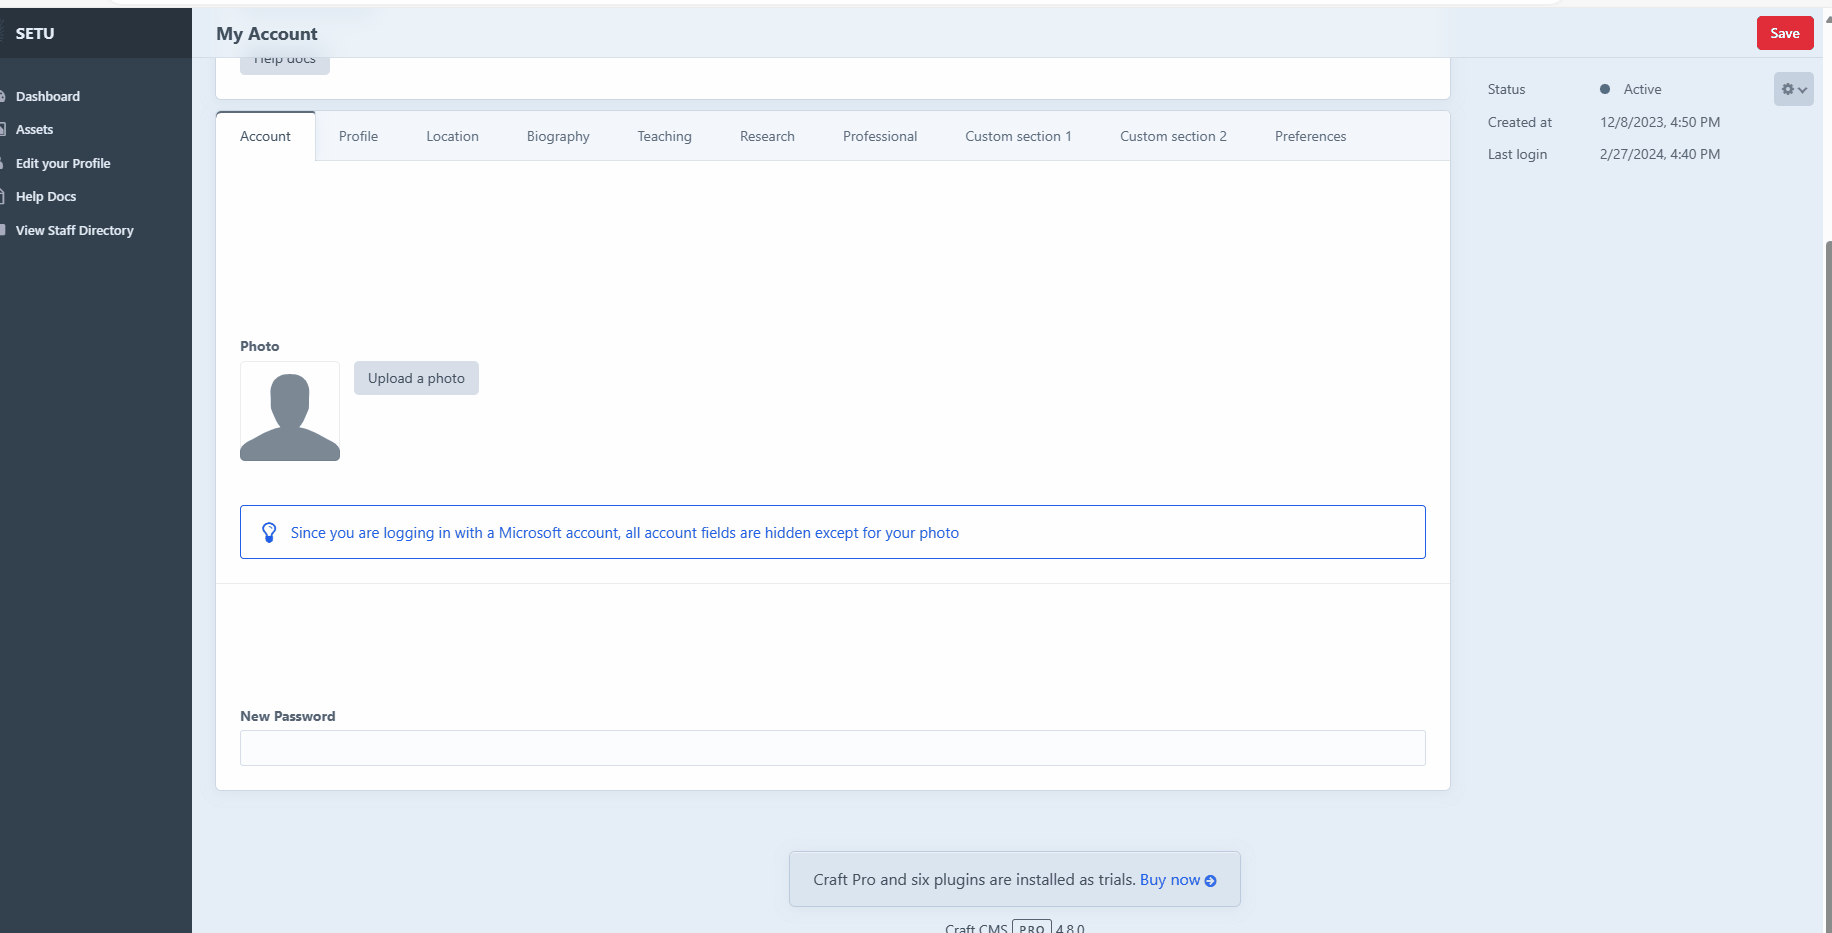 SETU
My Account
Save
Help docs
Dashboard
Assets
Edit your Profile
Help Docs
View Staff Directory
Account
Profile
Location
Biography
Teaching
Research
Professional
Custom section 1
Custom section 2
Preferences
Status Active
Created at 12/8/2023, 4:50 PM
Last login 2/27/2024, 4:40 PM
Photo
Upload a photo
Since you are logging in with a Microsoft account, all account fields are hidden except for your photo
New Password
Craft Pro and six plugins are installed as trials. Buy now
Craft CMS PRO 4.8.0